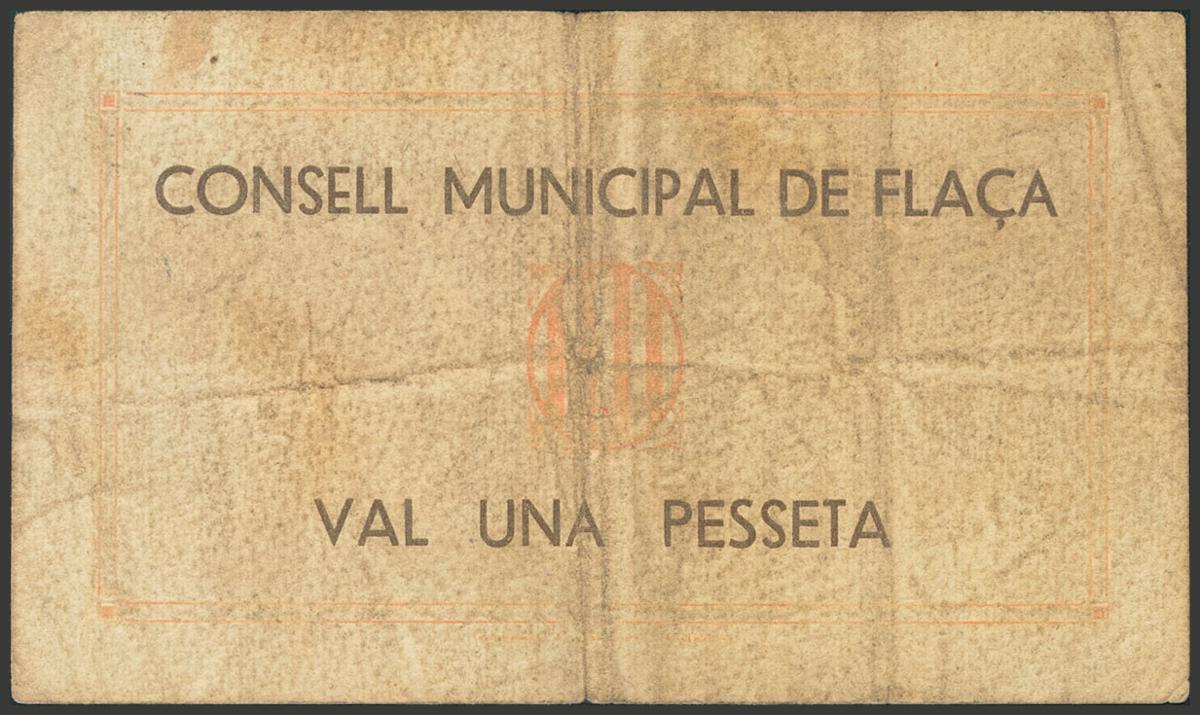 CONSELL MUNICIPAL DE FLAÇA
VAL UNA PESSETA